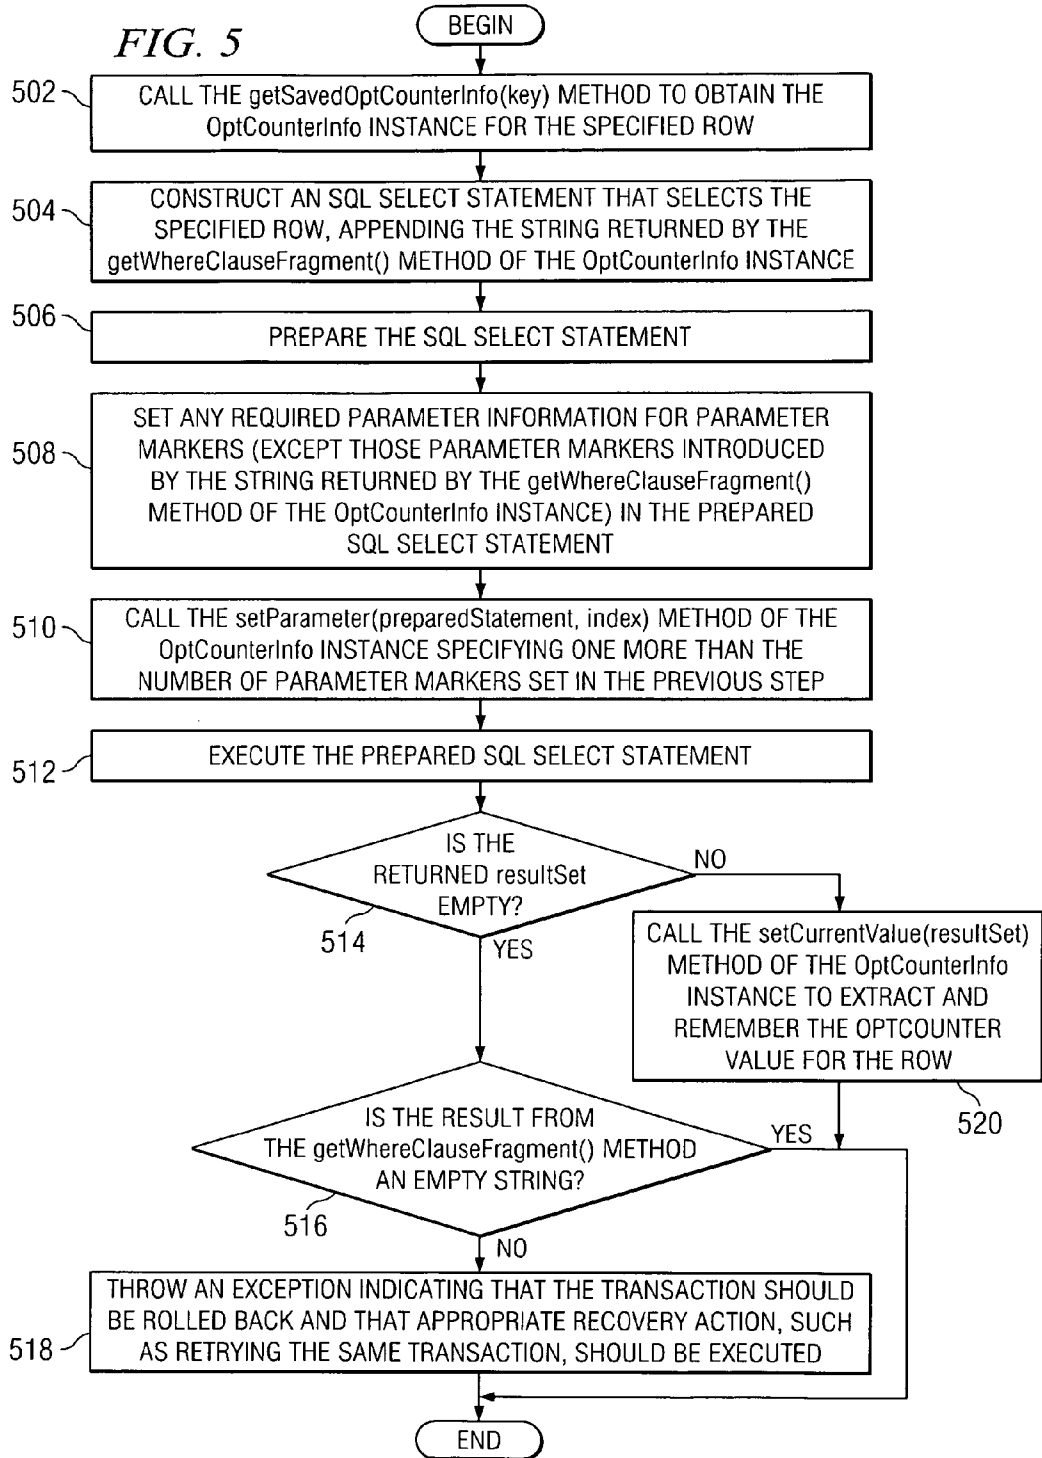 FIG. 5
BEGIN
502
CALL THE getSavedOptCounterInfo(key) METHOD TO OBTAIN THE
OptCounterInfo INSTANCE FOR THE SPECIFIED ROW
504
CONSTRUCT AN SQL SELECT STATEMENT THAT SELECTS THE
SPECIFIED ROW, APPENDING THE STRING RETURNED BY THE
getWhereClauseFragment() METHOD OF THE OptCounterInfo INSTANCE
506
PREPARE THE SQL SELECT STATEMENT
508
SET ANY REQUIRED PARAMETER INFORMATION FOR PARAMETER
MARKERS (EXCEPT THOSE PARAMETER MARKERS INTRODUCED
BY THE STRING RETURNED BY THE getWhereClauseFragment()
METHOD OF THE OptCounterInfo INSTANCE) IN THE PREPARED
SQL SELECT STATEMENT
510
CALL THE setParameter(preparedStatement, index) METHOD OF THE
OptCounterInfo INSTANCE SPECIFYING ONE MORE THAN THE
NUMBER OF PARAMETER MARKERS SET IN THE PREVIOUS STEP
512
EXECUTE THE PREPARED SQL SELECT STATEMENT
IS THE
RETURNED resultSet
EMPTY?
514
NO
YES
CALL THE setCurrentValue(resultSet)
METHOD OF THE OptCounterInfo
INSTANCE TO EXTRACT AND
REMEMBER THE OPTCOUNTER
VALUE FOR THE ROW
520
IS THE RESULT FROM
THE getWhereClauseFragment() METHOD
AN EMPTY STRING?
516
YES
NO
THROW AN EXCEPTION INDICATING THAT THE TRANSACTION SHOULD
BE ROLLED BACK AND THAT APPROPRIATE RECOVERY ACTION, SUCH
AS RETRYING THE SAME TRANSACTION, SHOULD BE EXECUTED
518
END